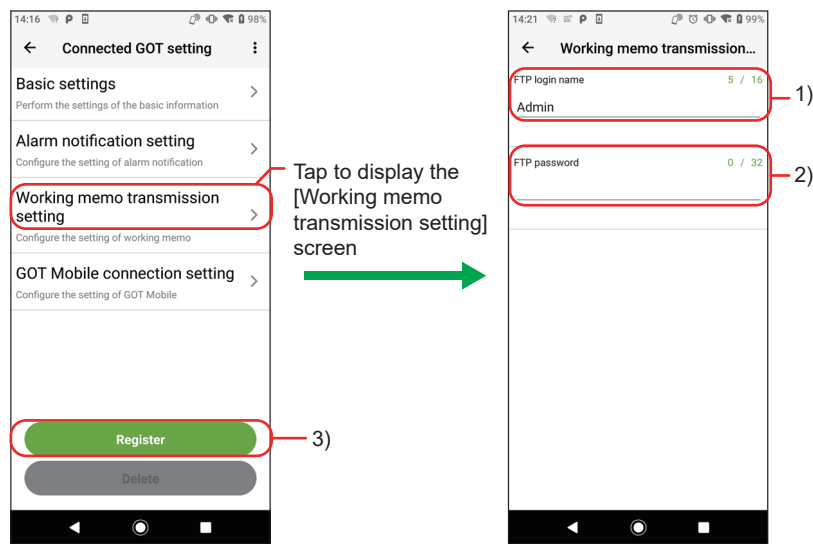 14:16
98%
Connected GOT setting
Basic settings
Perform the settings of the basic information
Alarm notification setting
Configure the setting of alarm notification
Working memo transmission
setting
Configure the setting of working memo
GOT Mobile connection setting
Configure the setting of GOT Mobile
Register
Delete
3)
Tap to display the
[Working memo
transmission setting]
screen
14:21
99%
Working memo transmission...
FTP login name 5 / 16
Admin
1)
FTP password 0 / 32
2)